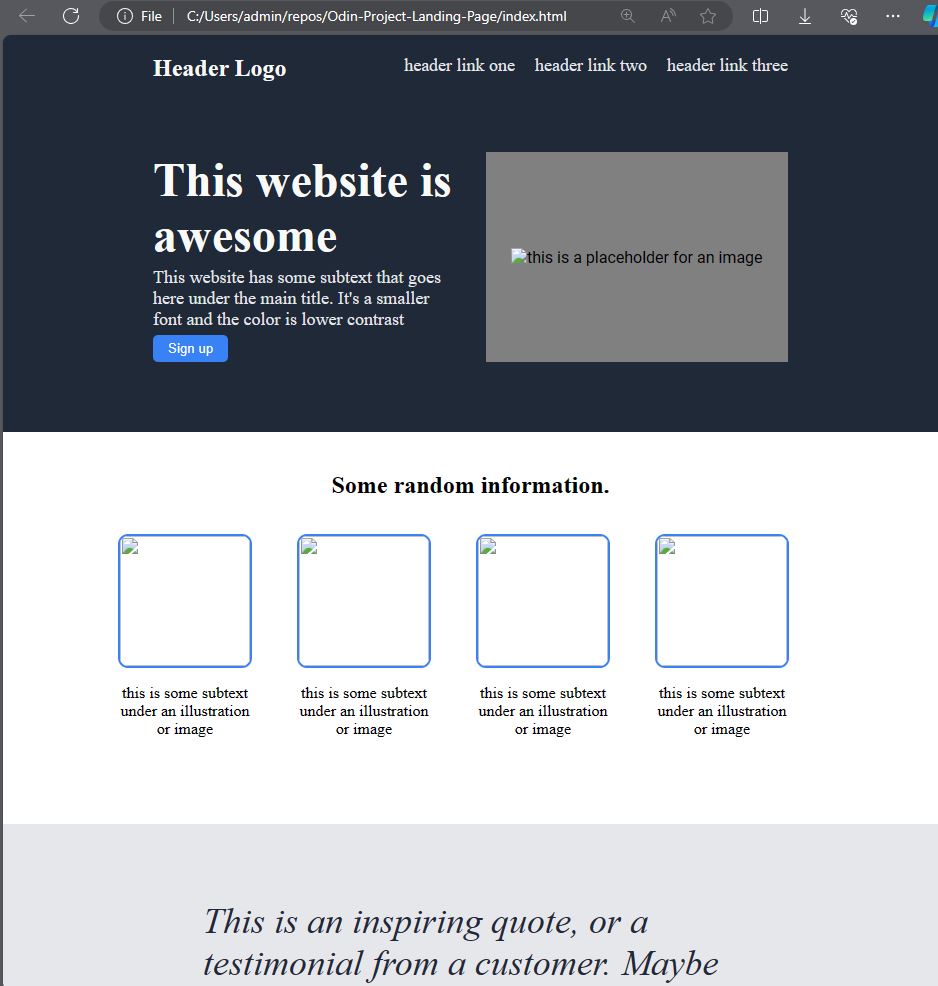 File C:/Users/admin/repos/Odin-Project-Landing-Page/index.html
Header Logo header link one header link two header link three
This website is
awesome
This website has some subtext that goes
here under the main title. It's a smaller
font and the color is lower contrast
Sign up
this is a placeholder for an image
Some random information.
this is some subtext
under an illustration
or image
this is some subtext
under an illustration
or image
this is some subtext
under an illustration
or image
this is some subtext
under an illustration
or image
This is an inspiring quote, or a
testimonial from a customer. Maybe